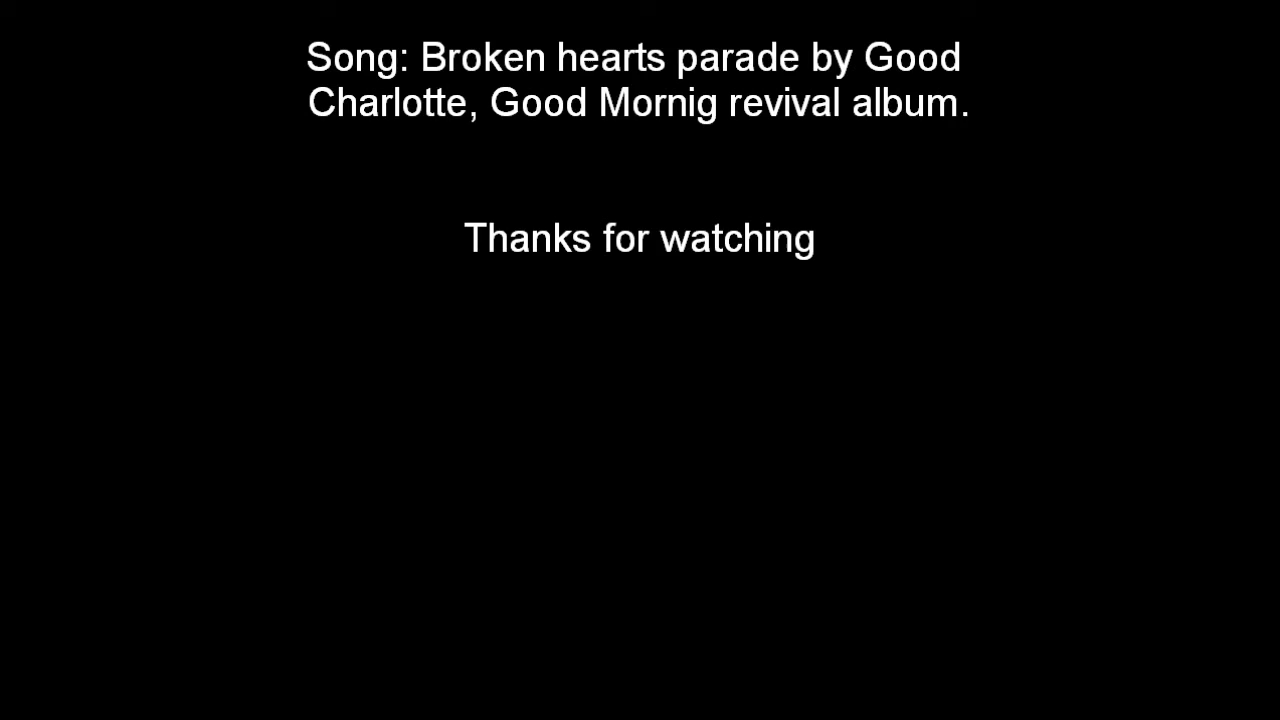 Song: Broken hearts parade by Good
Charlotte, Good Mornig revival album.
Thanks for watching